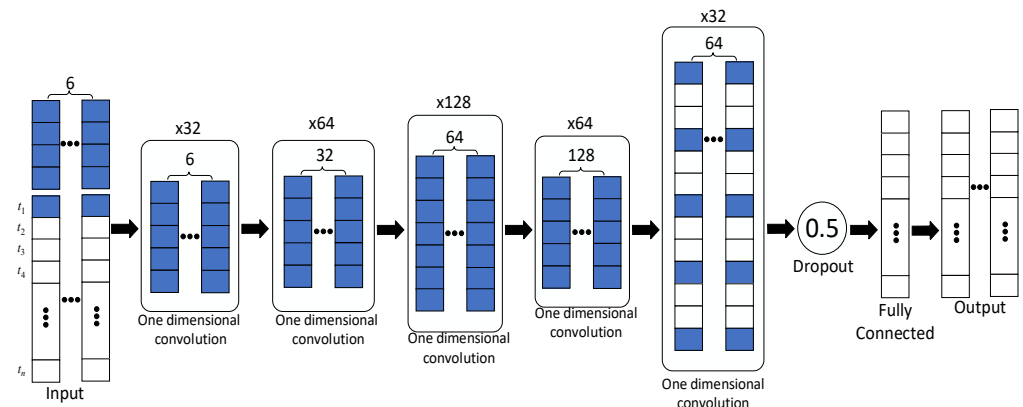 6
t1
t2
t3
t4
tn
Input
x32
6
One dimensional
convolution
x64
32
One dimensional
convolution
x128
64
One dimensional
convolution
x64
128
One dimensional
convolution
x32
64
One dimensional
convolution
0.5
Dropout
Fully
Connected
Output